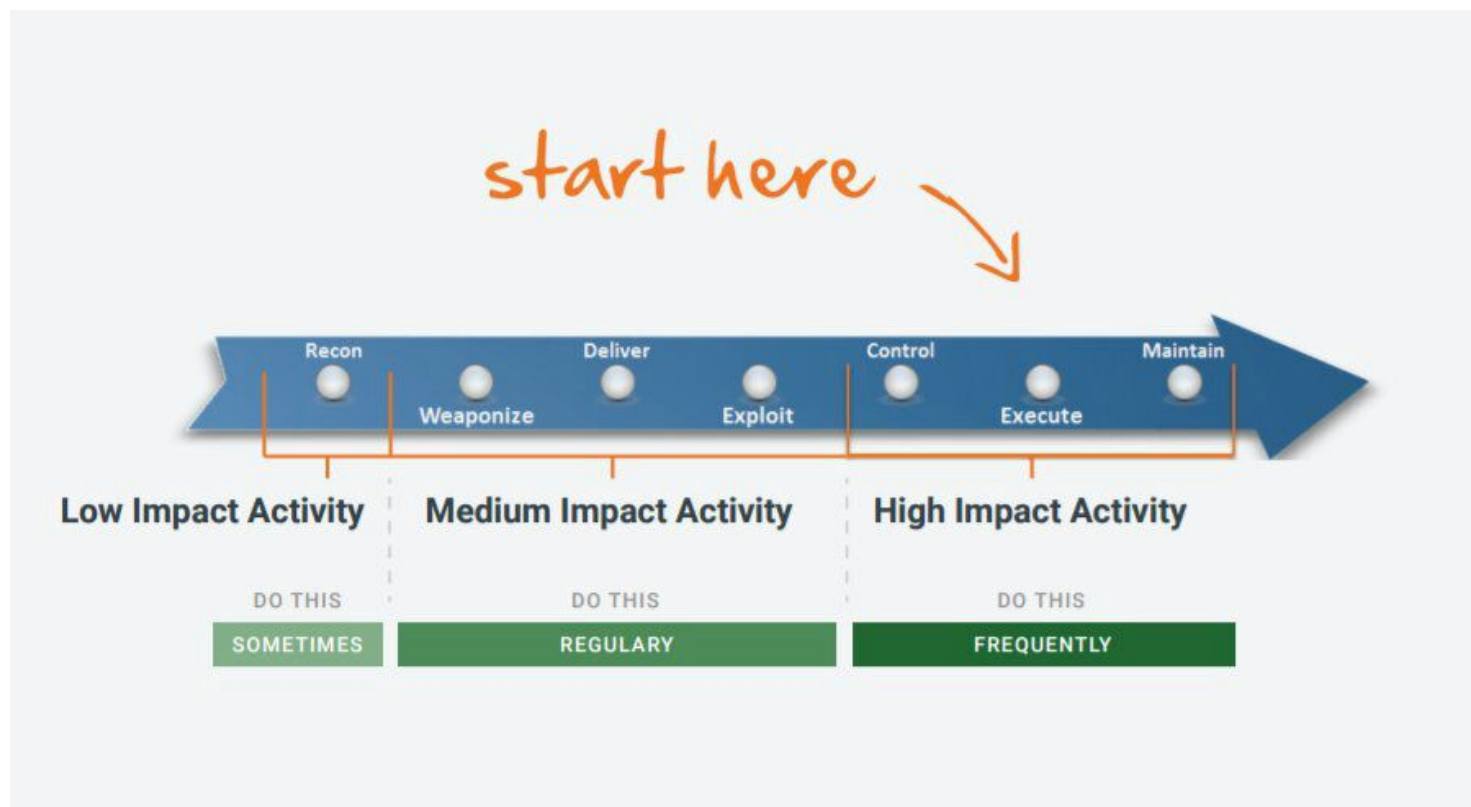 start here
Recon Deliver Control Maintain
Weaponize Exploit Execute
Low Impact Activity Medium Impact Activity High Impact Activity
DO THIS DO THIS DO THIS
SOMETIMES REGULARY FREQUENTLY